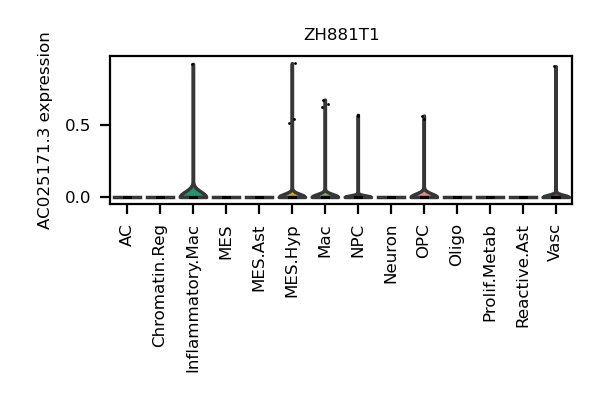 ZH881T1
AC025171.3 expression
0.5
0.0
AC
Chromatin.Reg
Inflammatory.Mac
MES
MES.Ast
MES.Hyp
Mac
NPC
Neuron
OPC
Oligo
Prolif.Metab
Reactive.Ast
Vasc